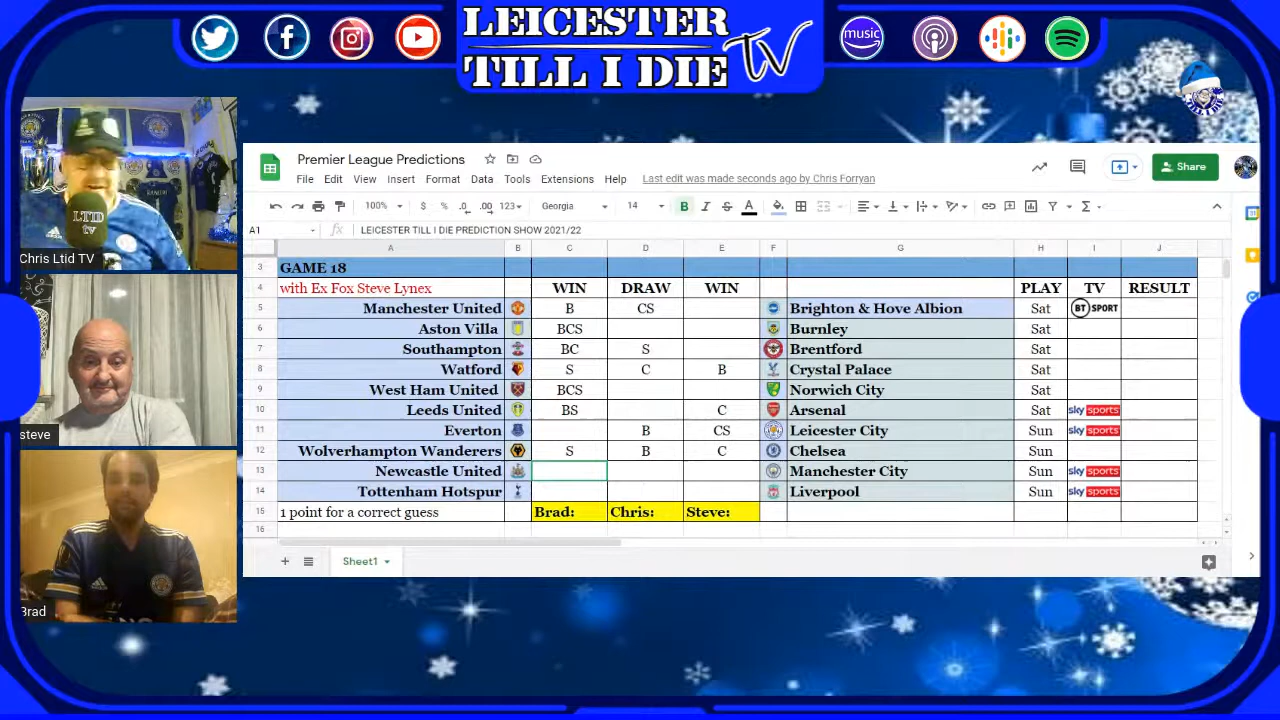 LEICESTER
TILL I DIE TV
music
Chris Ltid TV
LTID
tv
steve
Brad
Premier League Predictions
File Edit View Insert Format Tools Extensions Help Last edit was made seconds ago by Chris Forryan
Share
100% $ % .0 .00 123 Georgia 14 B I S A
A1 fx LEICESTER TILL I DIE PREDICTION SHOW 2021/22
A B C D E F G H I J
3 GAME 18
4 with Ex Fox Steve Lynex WIN DRAW WIN PLAY TV RESULT
5 Manchester United B CS Brighton & Hove Albion Sat BT SPORT
6 Aston Villa BCS Burnley Sat
7 Southampton BC S Brentford Sat
8 Watford S C B Crystal Palace Sat
9 West Ham United BCS Norwich City Sat
10 Leeds United BS C Arsenal Sat sky sports
11 Everton B CS Leicester City Sun sky sports
12 Wolverhampton Wanderers S B C Chelsea Sun
13 Newcastle United Manchester City Sun sky sports
14 Tottenham Hotspur Liverpool Sun sky sports
15 1 point for a correct guess Brad: Chris: Steve:
16
Sheet1